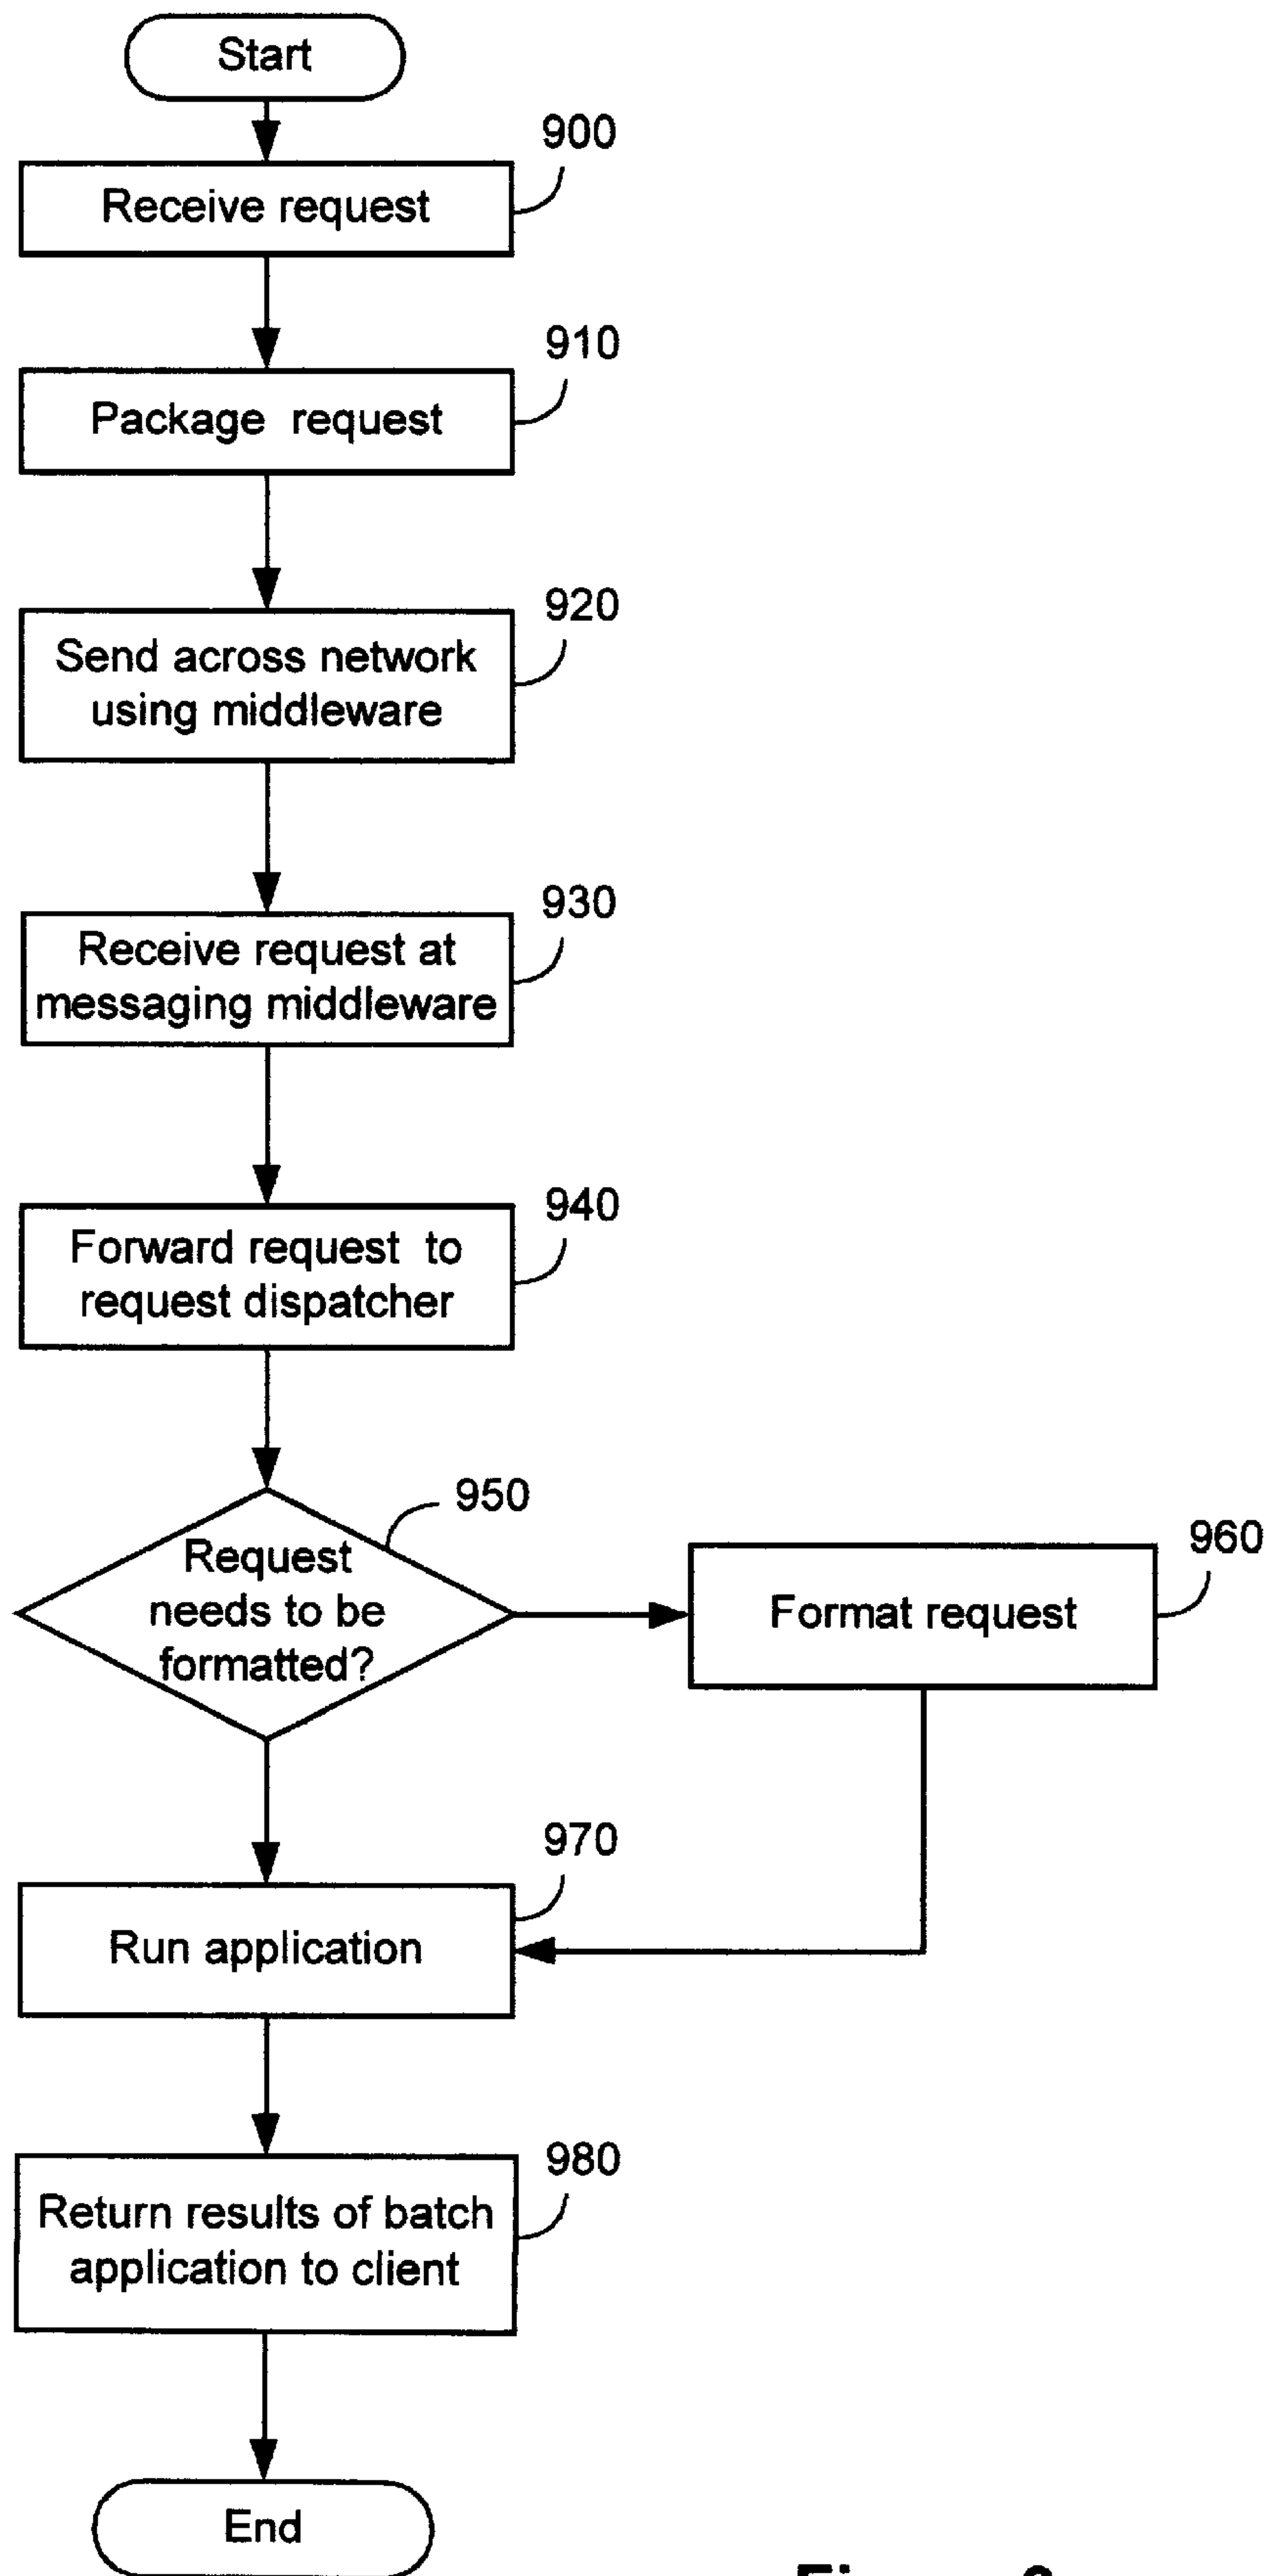 Start
900
Receive request
910
Package request
920
Send across network
using middleware
930
Receive request at
messaging middleware
940
Forward request to
request dispatcher
950
Request
needs to be
formatted?
960
Format request
970
Run application
980
Return results of batch
application to client
End